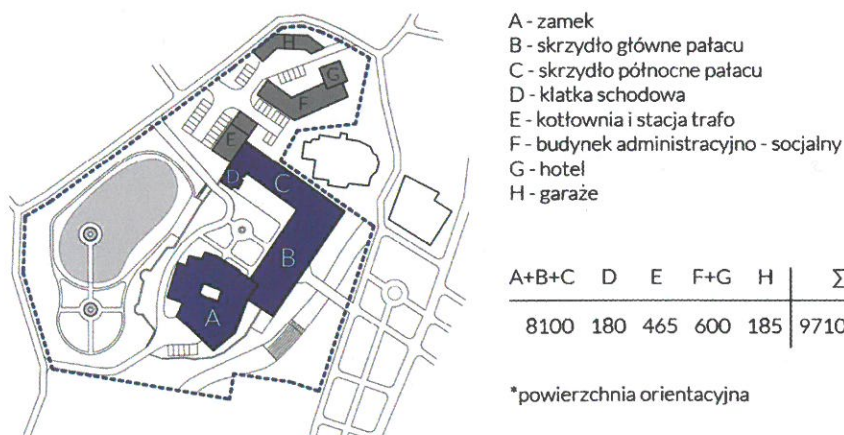 H
G
F
E
D
C
B
A
A - zamek
B - skrzydło główne pałacu
C - skrzydło północne pałacu
D - klatka schodowa
E - kotłownia i stacja trafo
F - budynek administracyjno - socjalny
G - hotel
H - garaże
A+B+C D E F+G H Σ
8100 180 465 600 185 9710
*powierzchnia orientacyjna